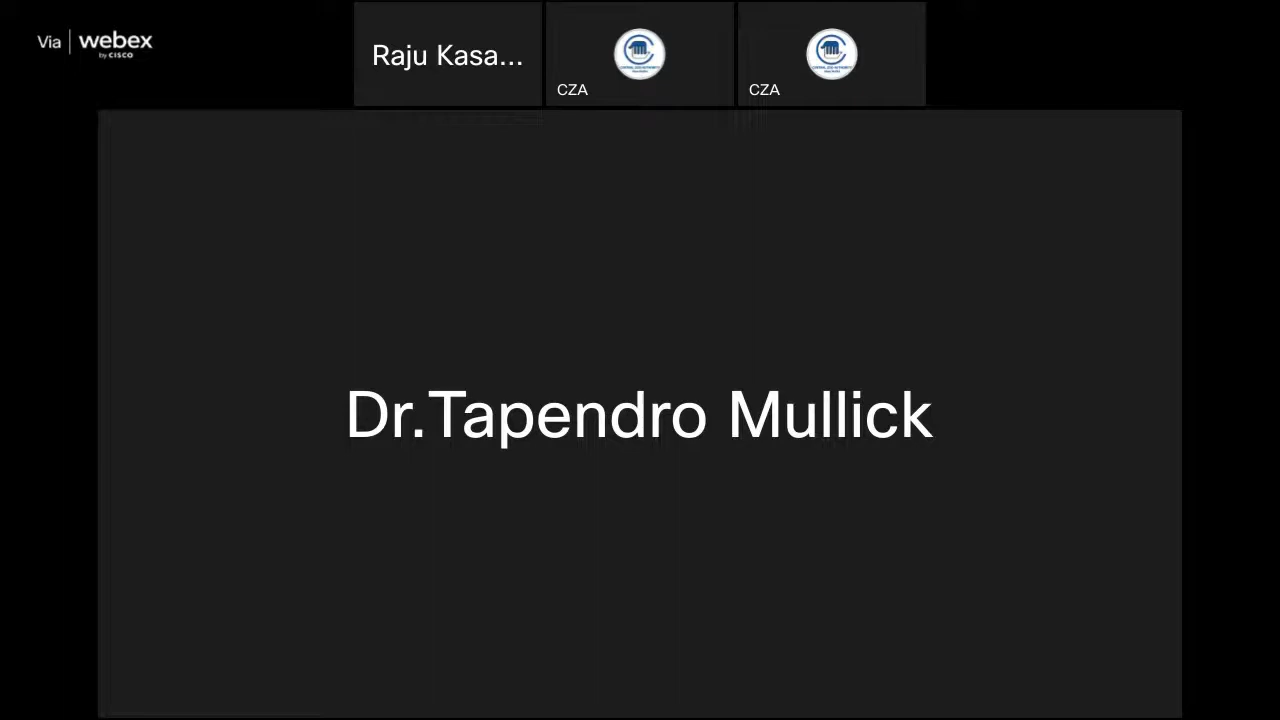 Via webex
by CISCO
Raju Kasa...
CZA
CZA
Dr.Tapendro Mullick